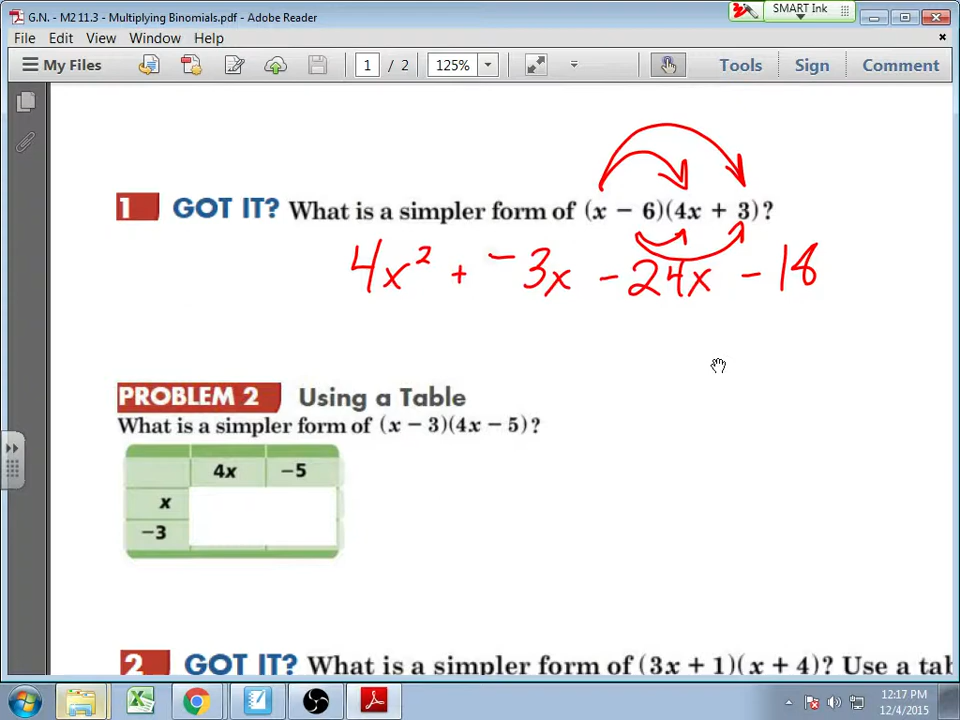 G.N. - M2 11.3 - Multiplying Binomials.pdf - Adobe Reader
SMART Ink
File Edit View Window Help
My Files 1 / 2 125% Tools Sign Comment
1 GOT IT? What is a simpler form of (x − 6)(4x + 3)?
4x² + ⁻3x − 24x − 18
PROBLEM 2 Using a Table
What is a simpler form of (x − 3)(4x − 5)?
4x −5
x
−3
2 GOT IT? What is a simpler form of (3x + 1)(x + 4)? Use a tab
12:17 PM
12/4/2015